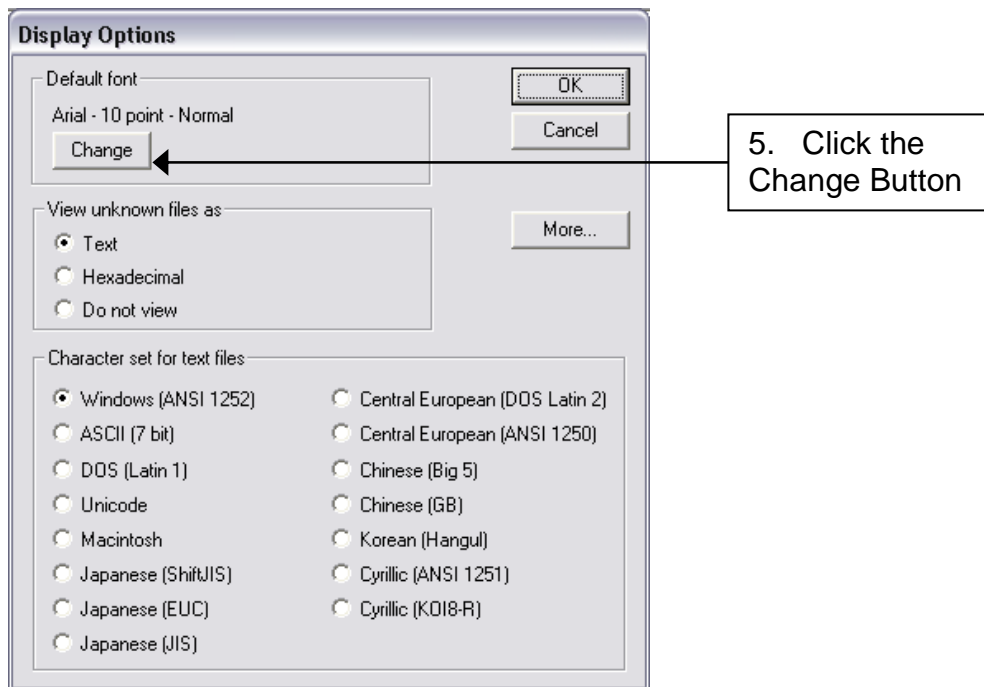 Display Options
Default font
Arial - 10 point - Normal
Change
OK
Cancel
5. Click the
Change Button
View unknown files as
Text
Hexadecimal
Do not view
More...
Character set for text files
Windows (ANSI 1252)
ASCII (7 bit)
DOS (Latin 1)
Unicode
Macintosh
Japanese (ShiftJIS)
Japanese (EUC)
Japanese (JIS)
Central European (DOS Latin 2)
Central European (ANSI 1250)
Chinese (Big 5)
Chinese (GB)
Korean (Hangul)
Cyrillic (ANSI 1251)
Cyrillic (KOI8-R)